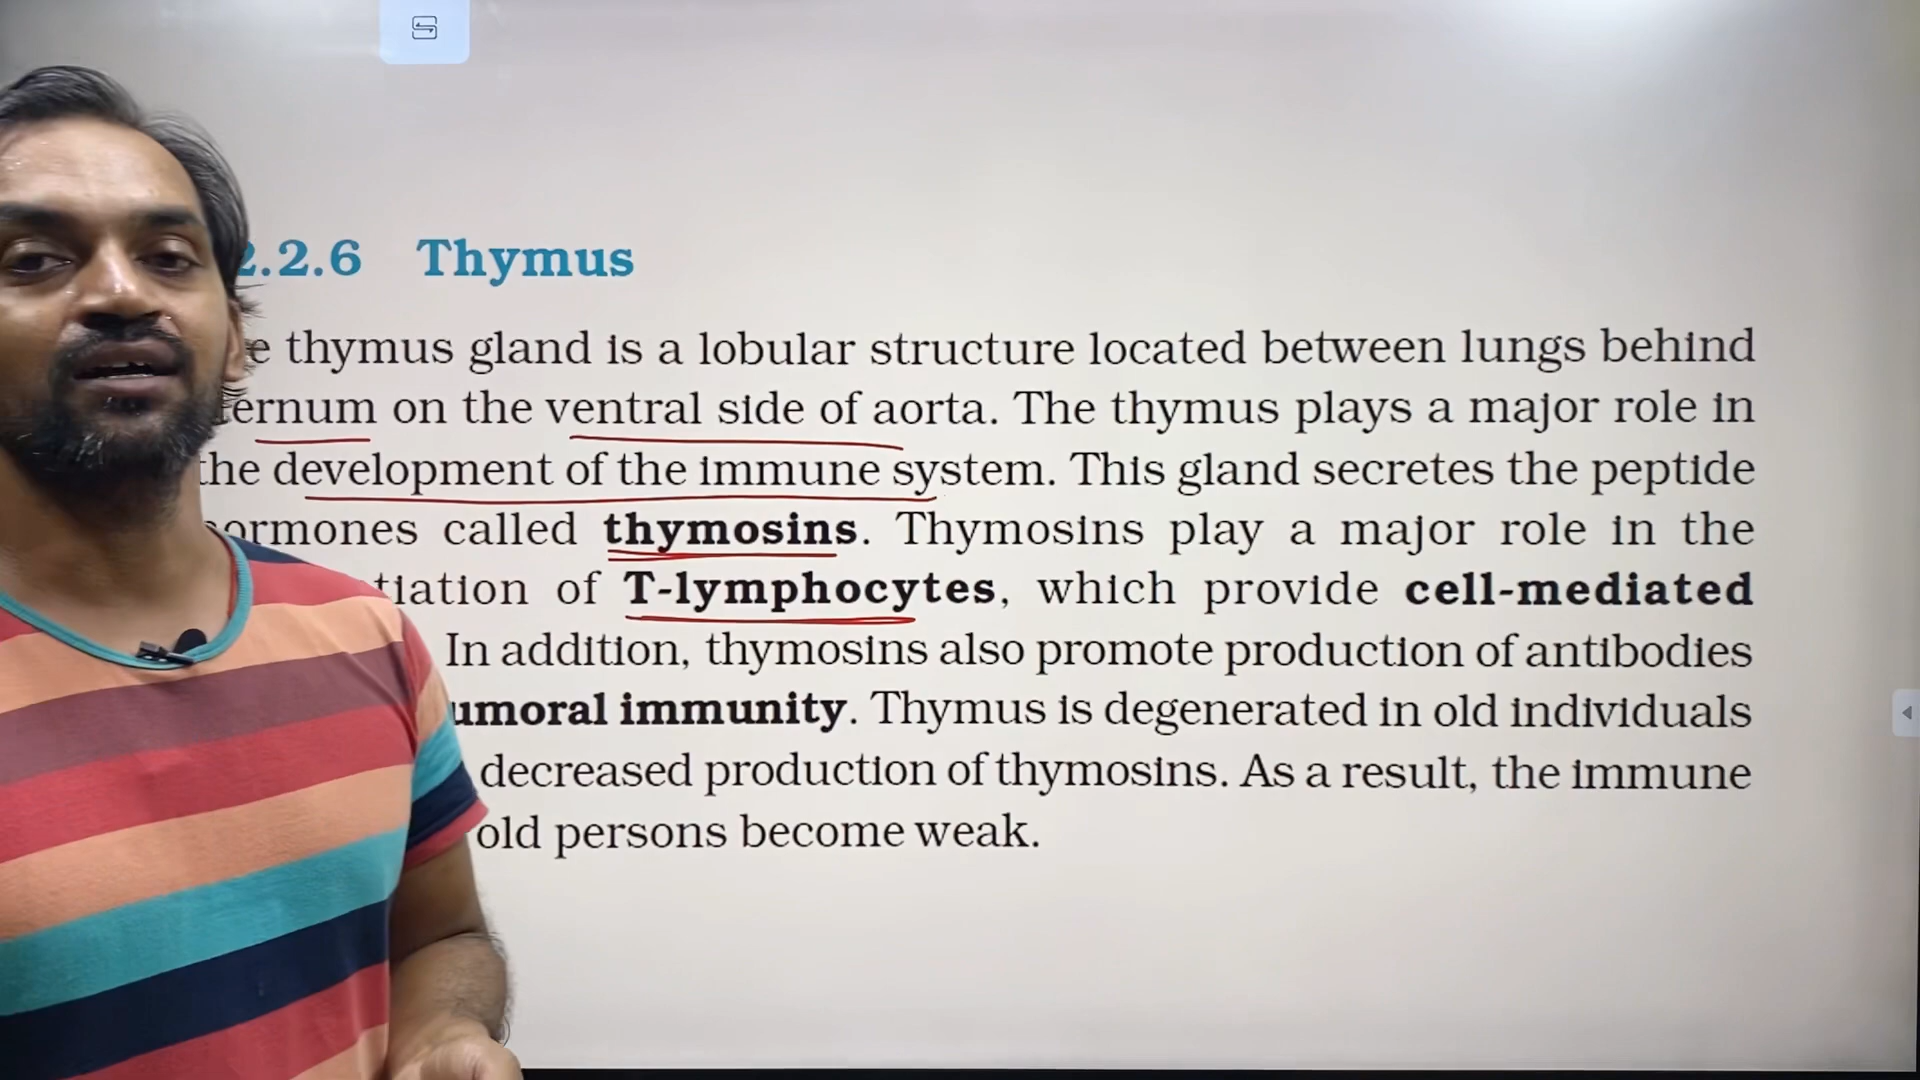 2.2.6 Thymus
e thymus gland is a lobular structure located between lungs behind
ernum on the ventral side of aorta. The thymus plays a major role in
the development of the immune system. This gland secretes the peptide
ormones called thymosins. Thymosins play a major role in the
tiation of T-lymphocytes, which provide cell-mediated
In addition, thymosins also promote production of antibodies
umoral immunity. Thymus is degenerated in old individuals
decreased production of thymosins. As a result, the immune
old persons become weak.